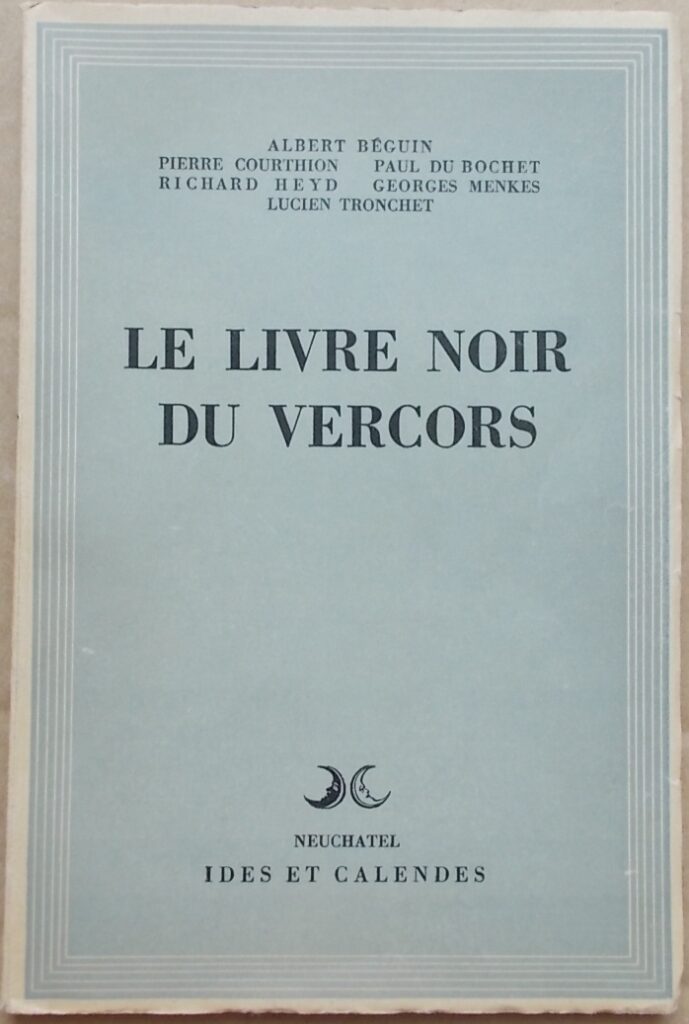 ALBERT BÉGUIN
PIERRE COURTHION PAUL DU BOCHET
RICHARD HEYD GEORGES MENKES
LUCIEN TRONCHET
LE LIVRE NOIR
DU VERCORS
NEUCHATEL
IDES ET CALENDES